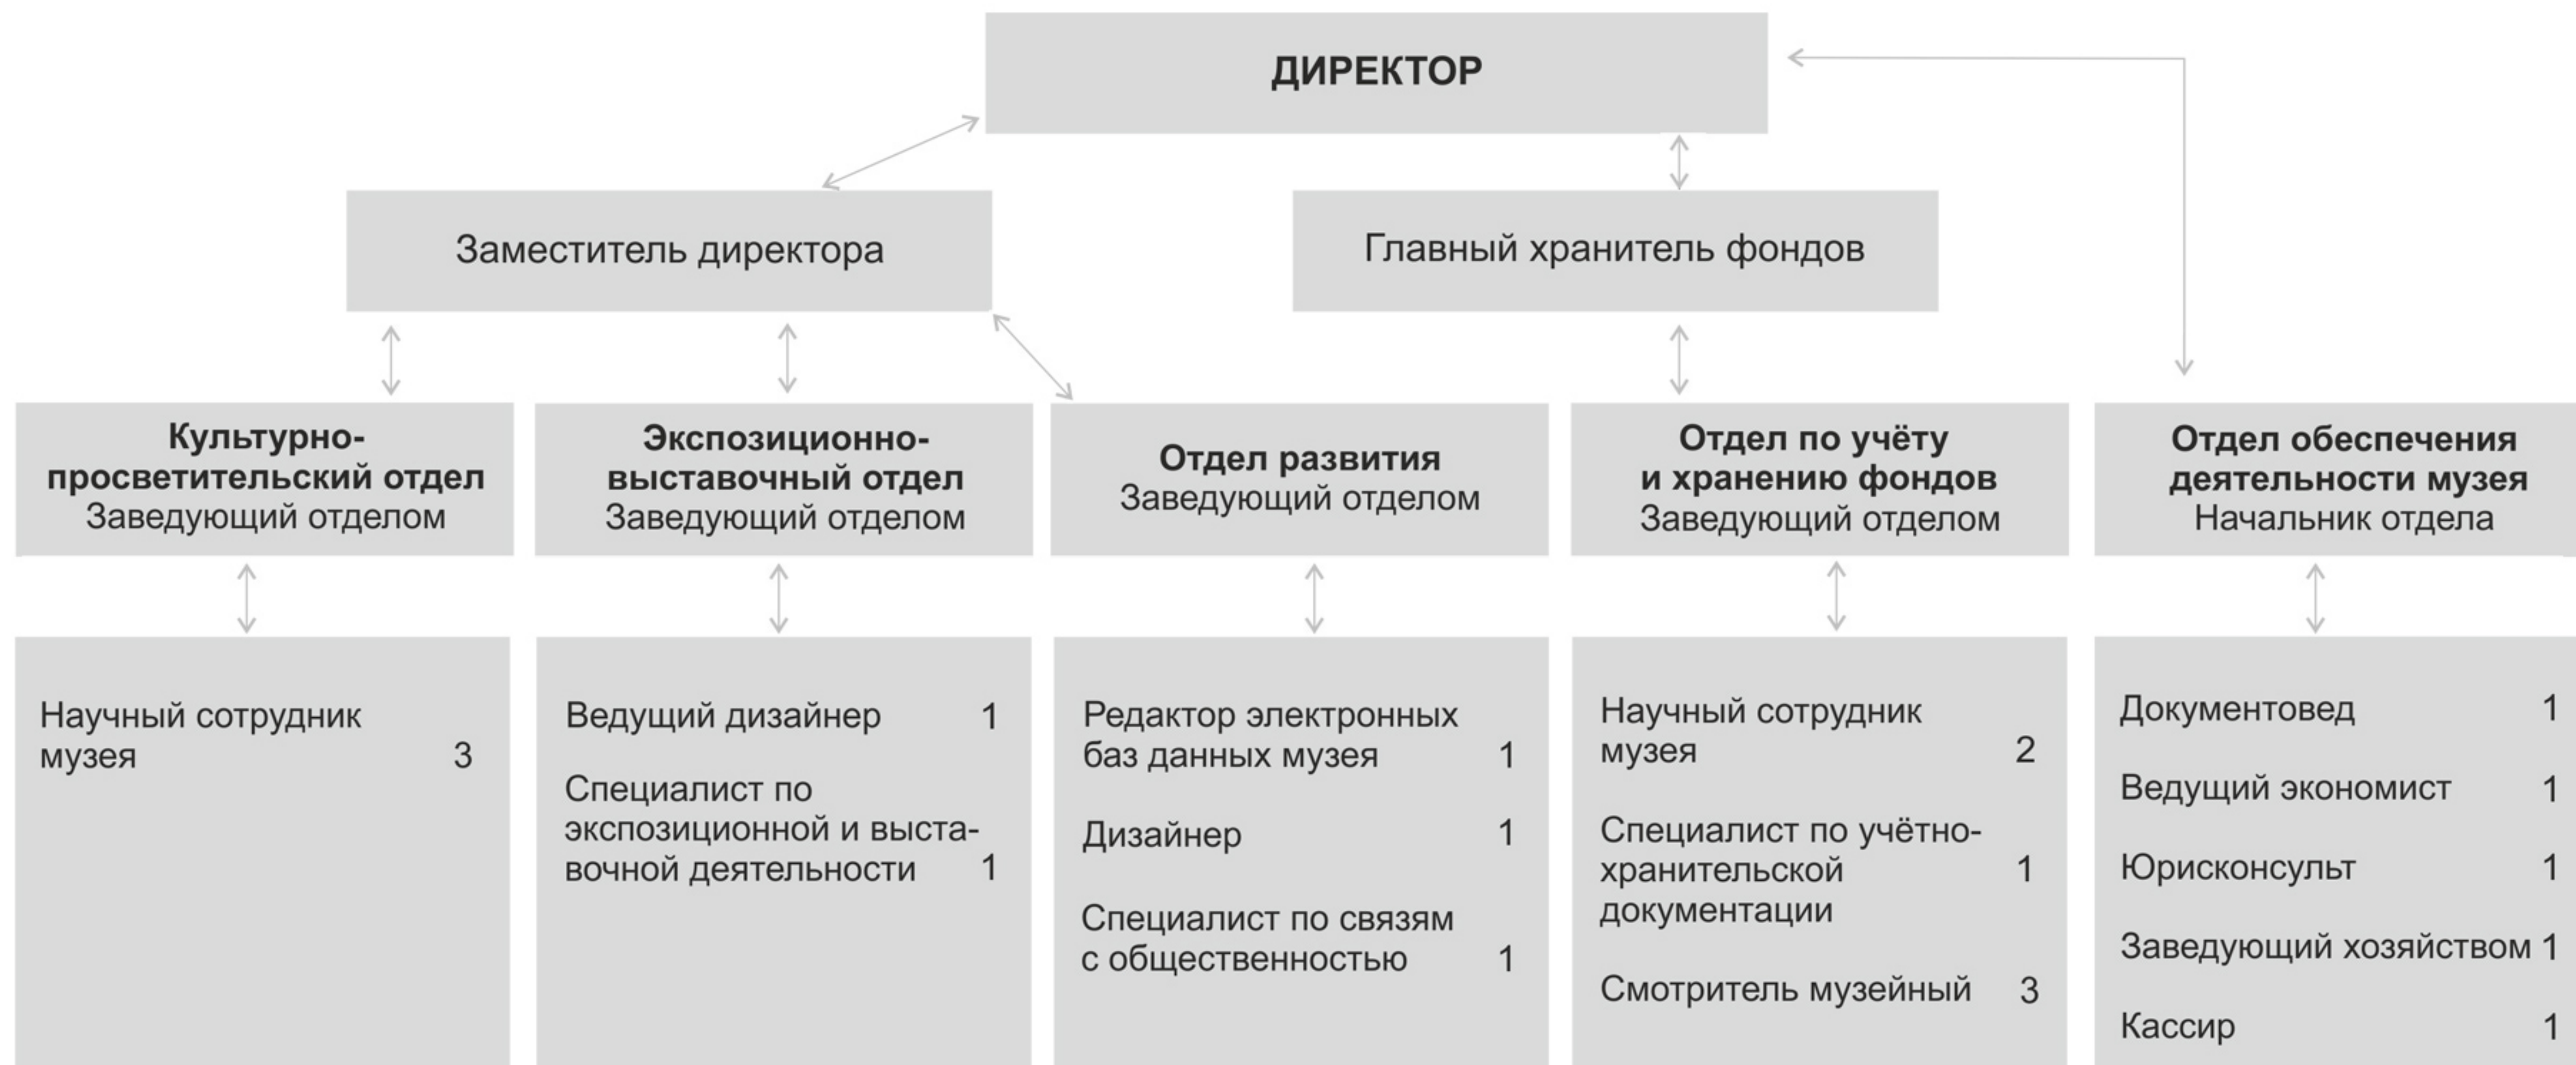 ДИРЕКТОР
Заместитель директора
Главный хранитель фондов
Культурно-
просветительский отдел
Заведующий отделом
Экспозиционно-
выставочный отдел
Заведующий отделом
Отдел развития
Заведующий отделом
Отдел по учёту
и хранению фондов
Заведующий отделом
Отдел обеспечения
деятельности музея
Начальник отдела
Научный сотрудник
музея 3
Ведущий дизайнер 1
Специалист по
экспозиционной и выста-
вочной деятельности 1
Редактор электронных
баз данных музея 1
Дизайнер 1
Специалист по связям
с общественностью 1
Научный сотрудник
музея 2
Специалист по учётно-
хранительской 1
документации
Смотритель музейный 3
Документовед 1
Ведущий экономист 1
Юрисконсульт 1
Заведующий хозяйством 1
Кассир 1